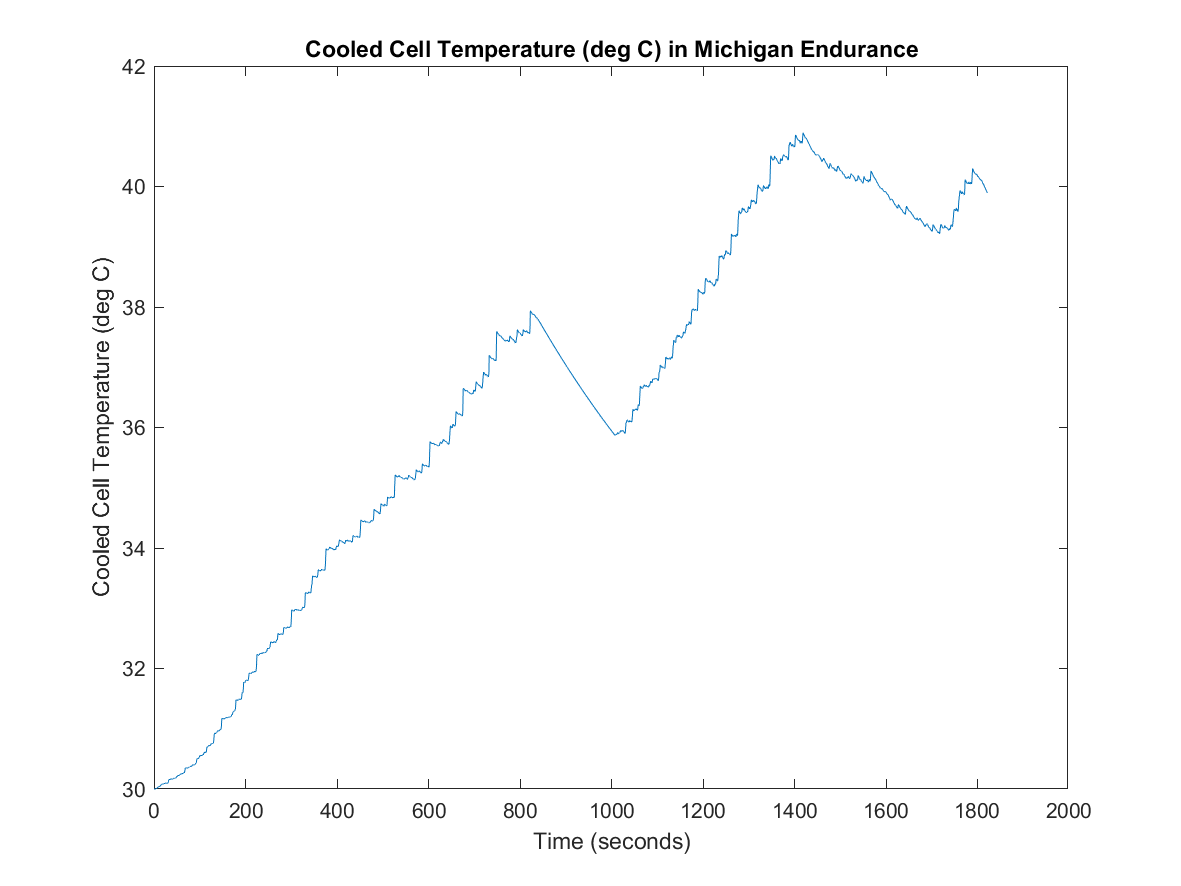 Cooled Cell Temperature (deg C) in Michigan Endurance
42
40
38
36
34
32
30
Cooled Cell Temperature (deg C)
0 200 400 600 800 1000 1200 1400 1600 1800 2000
Time (seconds)